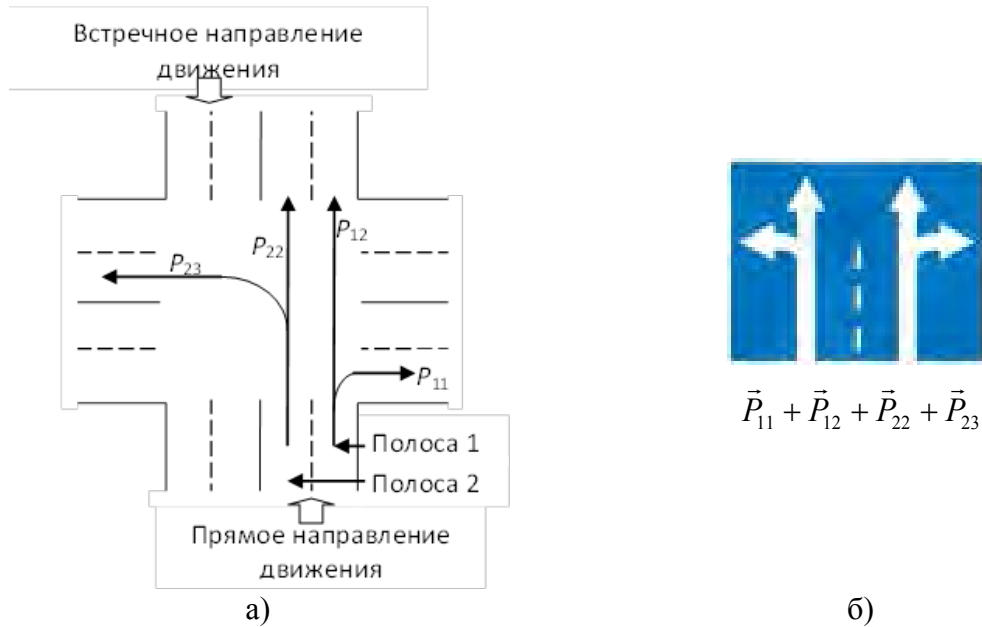 Встречное направление
движения
P₁₂
P₂₂
P₂₃
P₁₁
Полоса 1
Полоса 2
Прямое направление
движения
а)
P⃗₁₁ + P⃗₁₂ + P⃗₂₂ + P⃗₂₃
б)